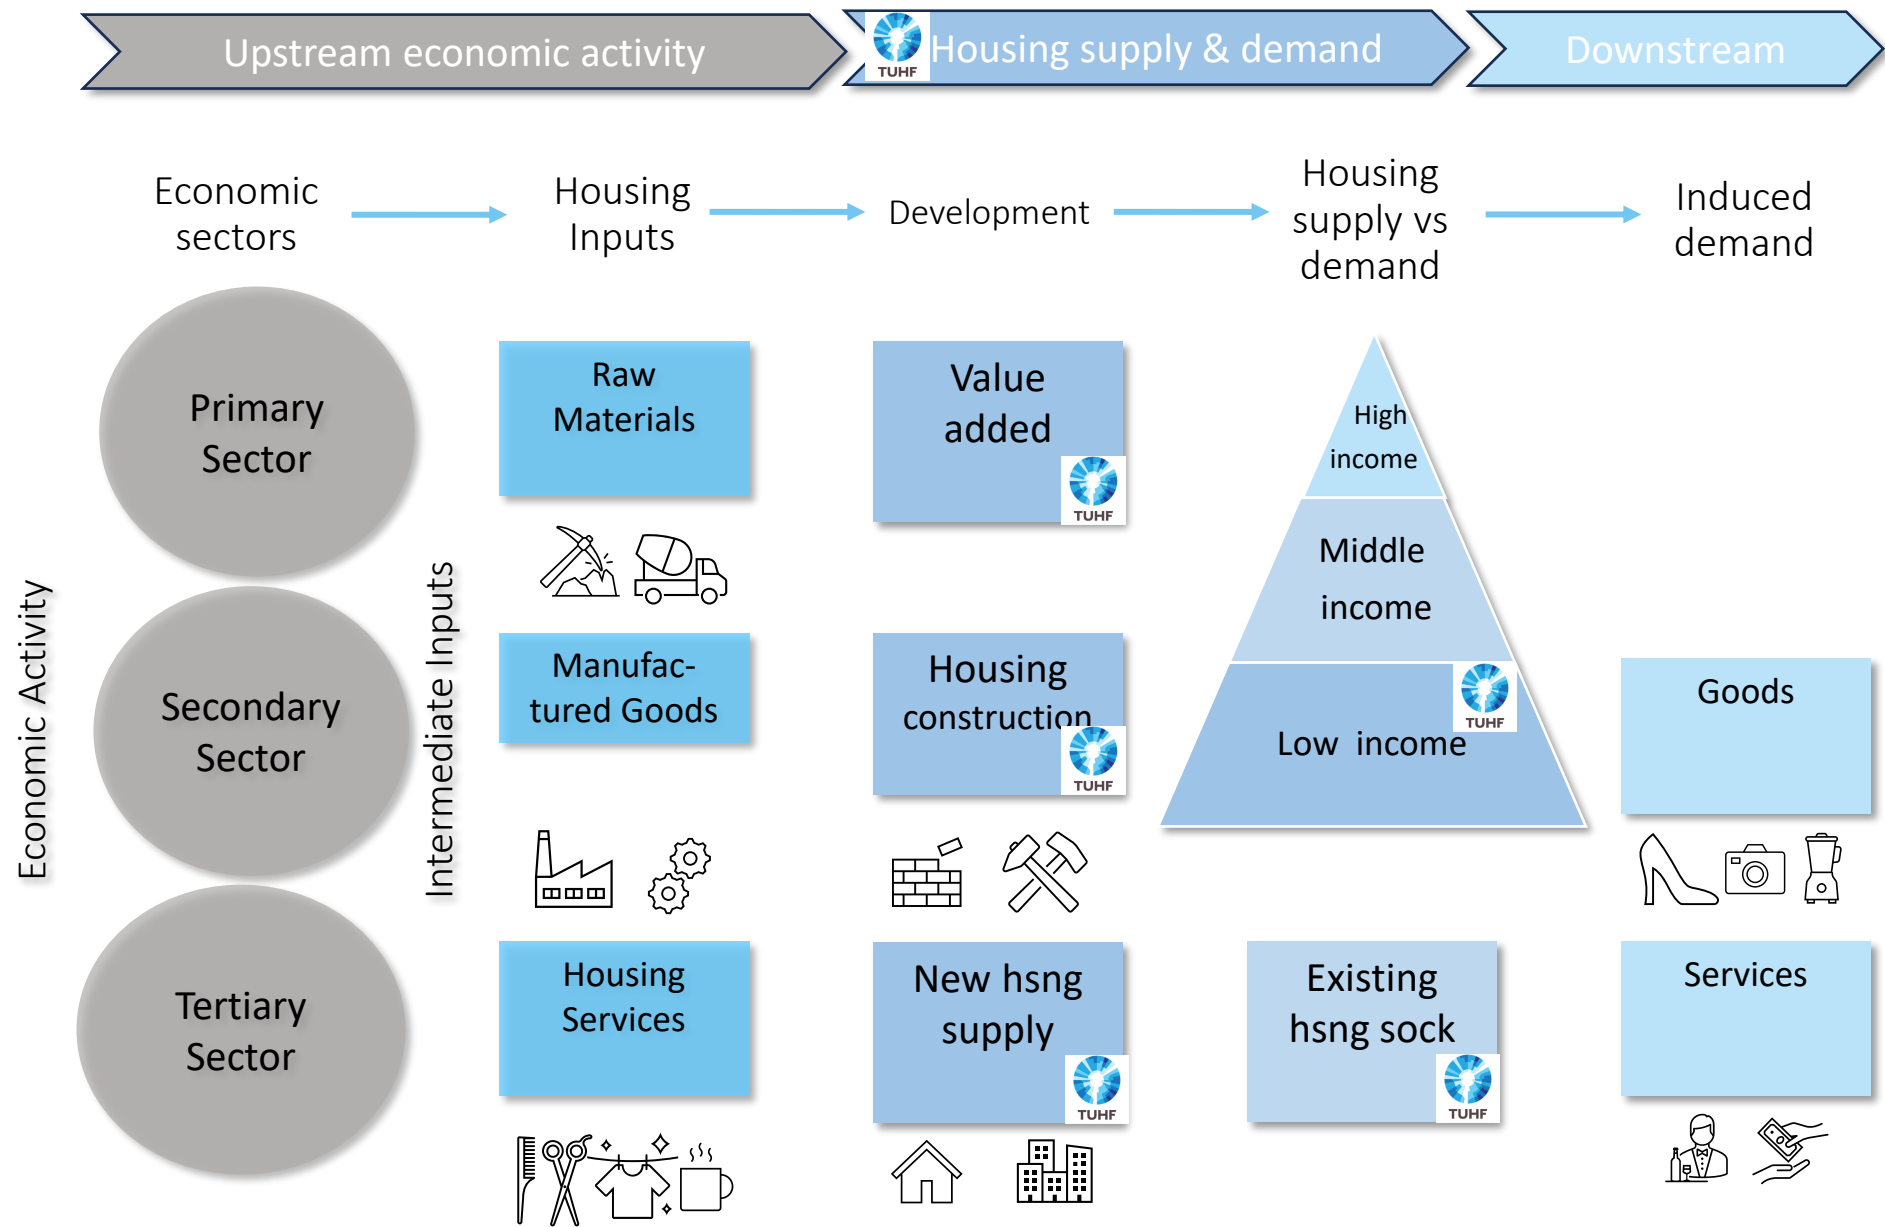 Upstream economic activity
TUHF
Housing supply & demand
Downstream
Economic
sectors
Housing
Inputs
Development
Housing
supply vs
demand
Induced
demand
Economic Activity
Primary
Sector
Secondary
Sector
Tertiary
Sector
Intermediate Inputs
Raw
Materials
Manufac-
tured Goods
Housing
Services
Value
added
TUHF
Housing
construction
TUHF
New hsng
supply
TUHF
High
income
Middle
income
Low income
TUHF
Existing
hsng sock
TUHF
Goods
Services